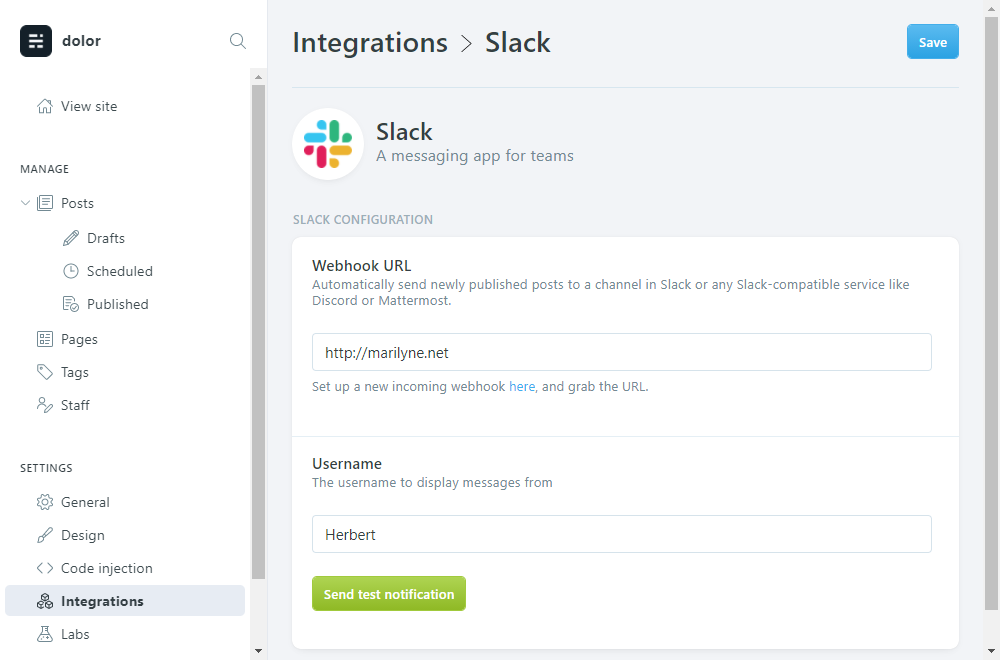 dolor
View site
MANAGE
Posts
Drafts
Scheduled
Published
Pages
Tags
Staff
SETTINGS
General
Design
Code injection
Integrations
Labs
Integrations > Slack
Save
Slack
A messaging app for teams
SLACK CONFIGURATION
Webhook URL
Automatically send newly published posts to a channel in Slack or any Slack-compatible service like
Discord or Mattermost.
http://marilyne.net
Set up a new incoming webhook here, and grab the URL.
Username
The username to display messages from
Herbert
Send test notification